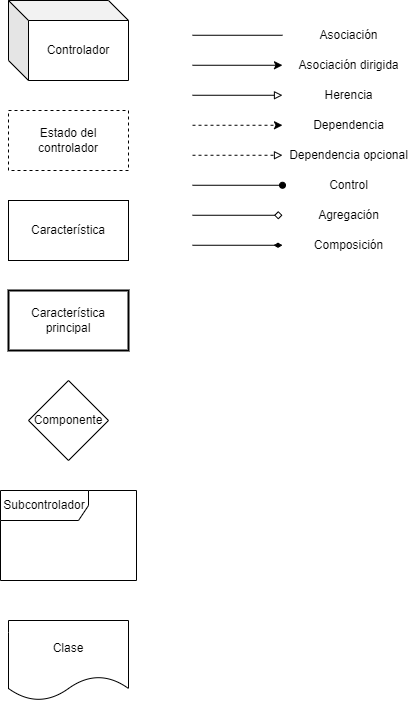 Controlador
Estado del
controlador
Característica
Característica
principal
Componente
Subcontrolador
Clase
Asociación
Asociación dirigida
Herencia
Dependencia
Dependencia opcional
Control
Agregación
Composición